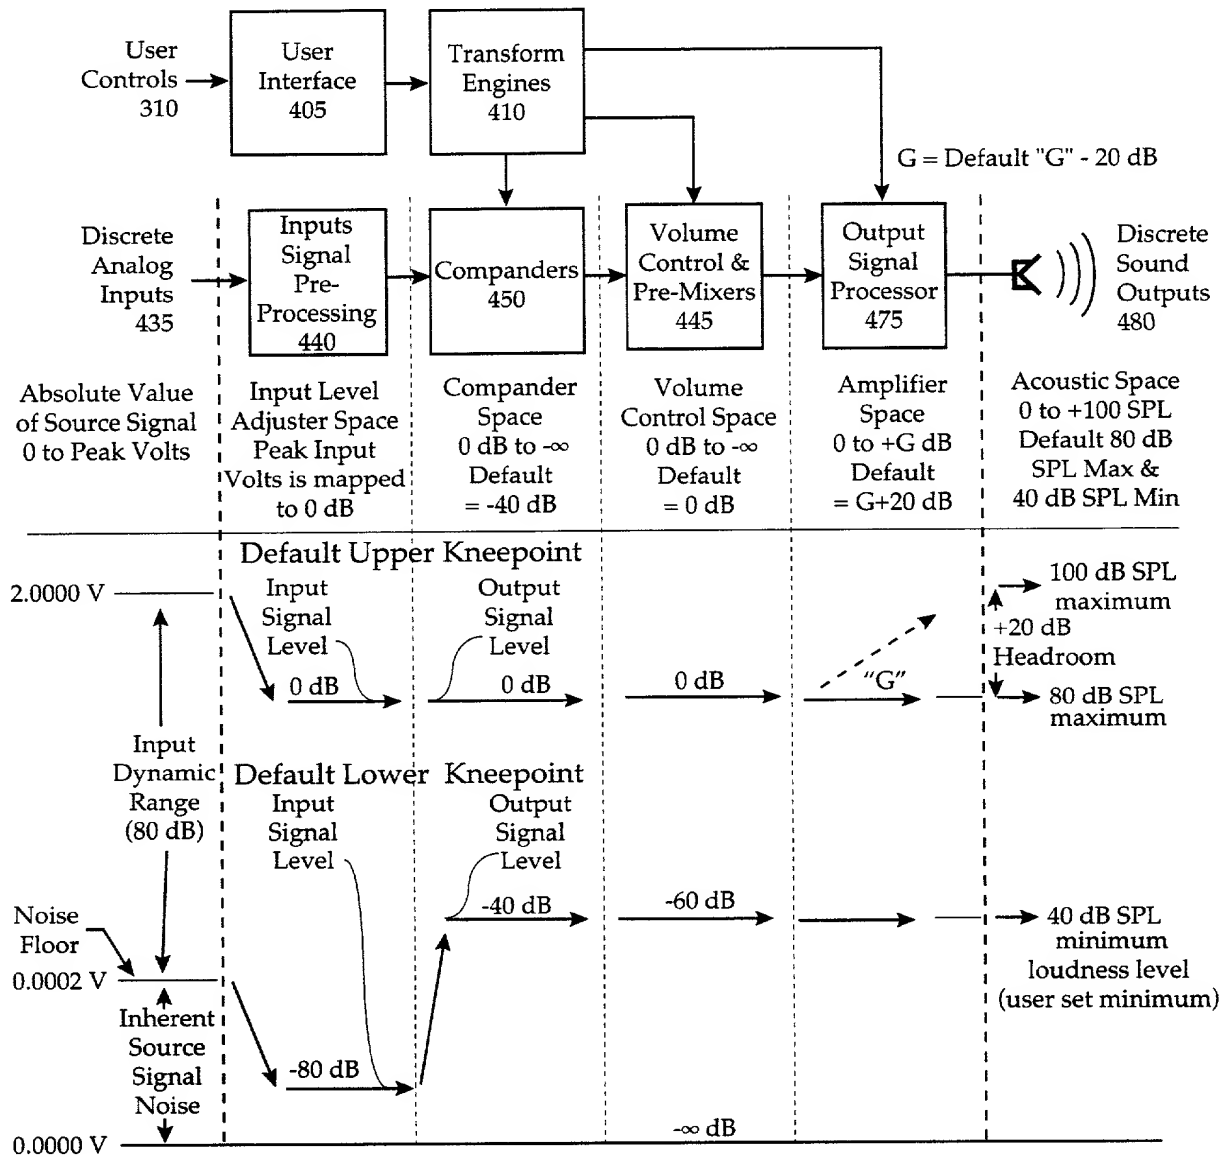 User
Controls
310
User
Interface
405
Transform
Engines
410
G = Default "G" - 20 dB
Discrete
Analog
Inputs
435
Inputs
Signal
Pre-
Processing
440
Companders
450
Volume
Control &
Pre-Mixers
445
Output
Signal
Processor
475
Discrete
Sound
Outputs
480
Absolute Value
of Source Signal
0 to Peak Volts
Input Level
Adjuster Space
Peak Input
Volts is mapped
to 0 dB
Compander
Space
0 dB to -∞
Default
= -40 dB
Volume
Control Space
0 dB to -∞
Default
= 0 dB
Amplifier
Space
0 to +G dB
Default
= G+20 dB
Acoustic Space
0 to +100 SPL
Default 80 dB
SPL Max &
40 dB SPL Min
Default Upper Kneepoint
2.0000 V
Input
Signal
Level
0 dB
Output
Signal
Level
0 dB
0 dB
"G"
100 dB SPL
maximum
+20 dB
Headroom
80 dB SPL
maximum
Input
Dynamic
Range
(80 dB)
Default Lower Kneepoint
Input
Signal
Level
Output
Signal
Level
-40 dB
-60 dB
40 dB SPL
minimum
loudness level
(user set minimum)
Noise
Floor
0.0002 V
Inherent
Source
Signal
Noise
-80 dB
0.0000 V
-∞ dB